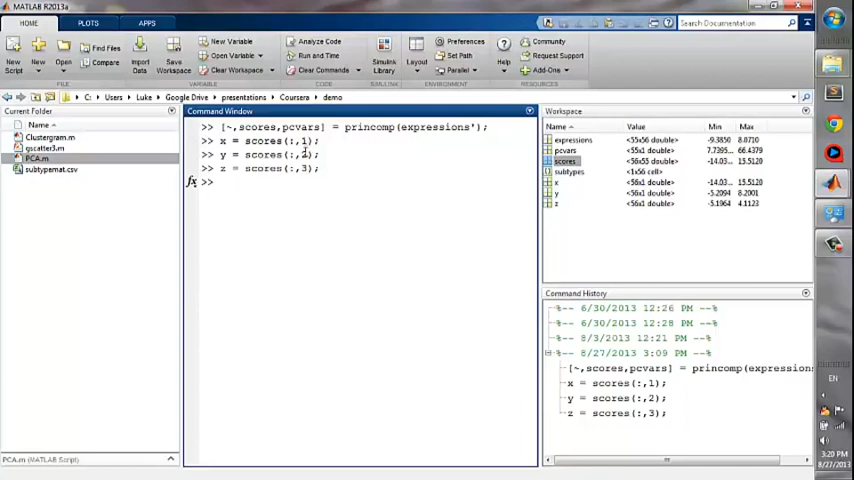 MATLAB R2013a
HOME PLOTS APPS
Search Documentation
New Script
New
Open
Find Files
Compare
Import Data
Save Workspace
New Variable
Open Variable
Clear Workspace
Analyze Code
Run and Time
Clear Commands
Simulink Library
Layout
Preferences
Set Path
Parallel
Help
Community
Request Support
Add-Ons
FILE VARIABLE CODE SIMULINK ENVIRONMENT RESOURCES
C: Users Luke Google Drive presentations Coursera demo
Current Folder
Name
Clustergram.m
gscatter3.m
PCA.m
subtypemat.csv
PCA.m (MATLAB Script)
Command Window
>> [~,scores,pcvars] = princomp(expressions');
>> x = scores(:,1);
>> y = scores(:,2);
>> z = scores(:,3);
fx >>
Workspace
Name Value Min Max
expressions <55x56 double> -9.3850 8.0710
pcvars <55x1 double> 7.7395... 66.4379
scores <56x55 double> -14.03... 15.5120
subtypes <1x56 cell>
x <56x1 double> -14.03... 15.5120
y <56x1 double> -5.2094 8.2001
z <56x1 double> -5.1964 4.1123
Command History
%-- 6/30/2013 12:26 PM --%
%-- 6/30/2013 12:28 PM --%
%-- 8/3/2013 12:21 PM --%
%-- 8/27/2013 3:09 PM --%
[~,scores,pcvars] = princomp(expressions
x = scores(:,1);
y = scores(:,2);
z = scores(:,3);
EN
3:20 PM
8/27/2013